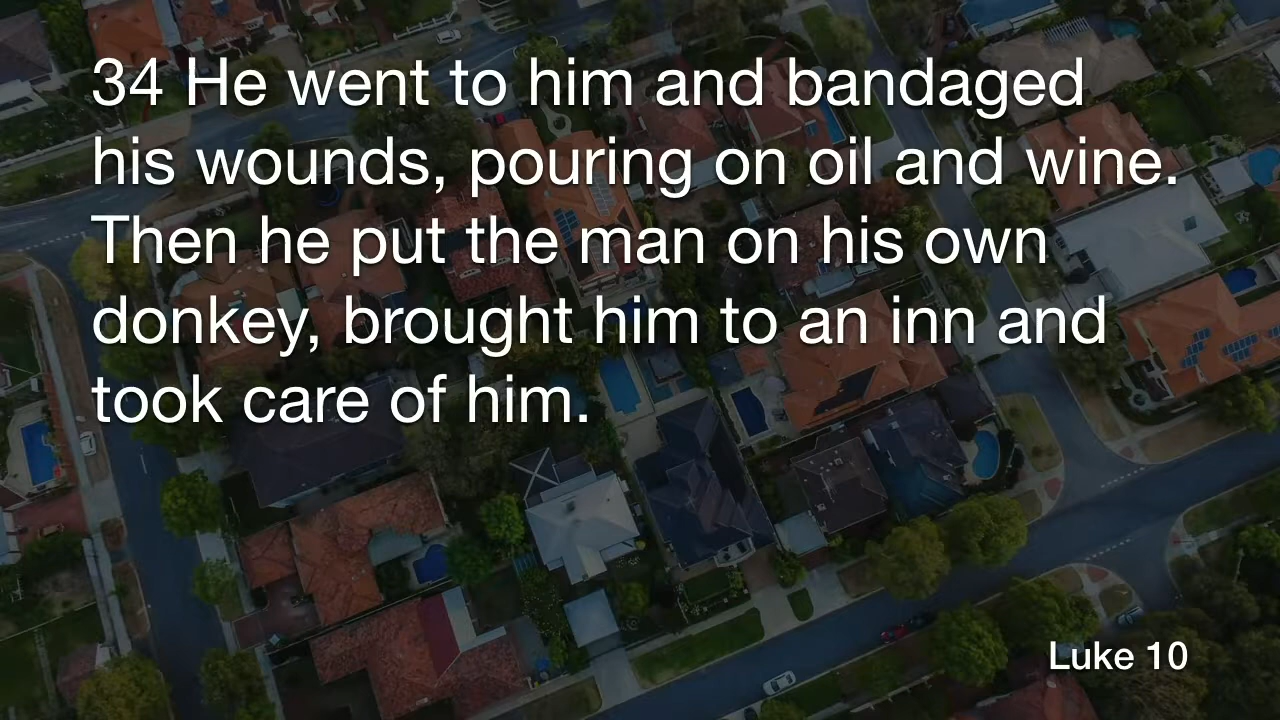 34 He went to him and bandaged
his wounds, pouring on oil and wine.
Then he put the man on his own
donkey, brought him to an inn and
took care of him.
Luke 10